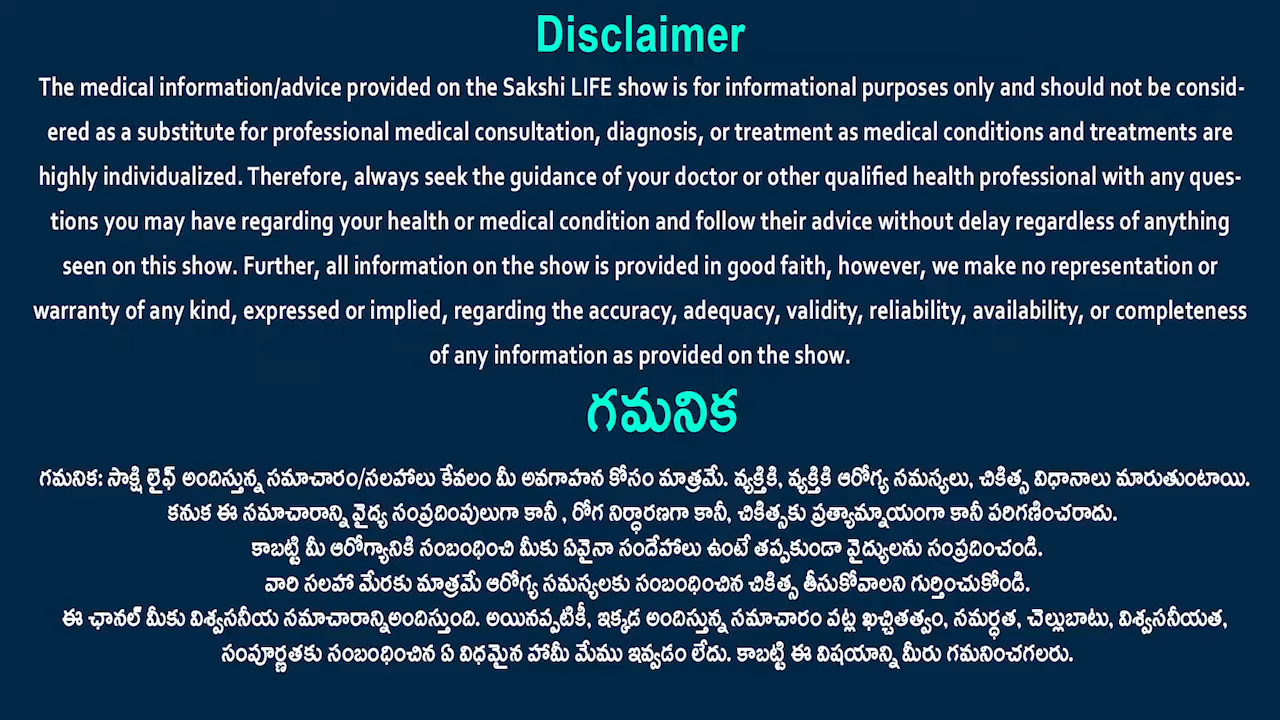 Disclaimer
The medical information/advice provided on the Sakshi LIFE show is for informational purposes only and should not be consid-
ered as a substitute for professional medical consultation, diagnosis, or treatment as medical conditions and treatments are
highly individualized. Therefore, always seek the guidance of your doctor or other qualified health professional with any ques-
tions you may have regarding your health or medical condition and follow their advice without delay regardless of anything
seen on this show. Further, all information on the show is provided in good faith, however, we make no representation or
warranty of any kind, expressed or implied, regarding the accuracy, adequacy, validity, reliability, availability, or completeness
of any information as provided on the show.
గమనిక
గమనిక: సాక్షి లైఫ్ అందిస్తున్న సమాచారం/సలహాలు కేవలం మీ అవగాహన కోసం మాత్రమే. వ్యక్తికి, వ్యక్తికి ఆరోగ్య సమస్యలు, చికిత్స విధానాలు మారుతుంటాయి.
కనుక ఈ సమాచారాన్ని వైద్య సంప్రదింపులుగా కానీ , రోగ నిర్ధారణగా కానీ, చికిత్సకు ప్రత్యామ్నాయంగా కానీ పరిగణించరాదు.
కాబట్టి మీ ఆరోగ్యానికి సంబంధించి మీకు ఏవైనా సందేహాలు ఉంటే తప్పకుండా వైద్యులను సంప్రదించండి.
వారి సలహా మేరకు మాత్రమే ఆరోగ్య సమస్యలకు సంబంధించిన చికిత్స తీనుకోవాలని గుర్తించుకోండి.
ఈ ఛానల్ మీకు విశ్వసనీయ సమాచారాన్నిఅందిస్తుంది. అయినప్పటికీ, ఇక్కడ అందిస్తున్న సమాచారం పట్ల ఖచ్చితత్వం, సమర్ధత, చెల్లుబాటు, విశ్వసనీయత,
సంపూర్ణతకు సంబంధించిన ఏ విధమైన హామీ మేము ఇవ్వడం లేదు. కాబట్టి ఈ విషయాన్ని మీరు గమనించగలరు.